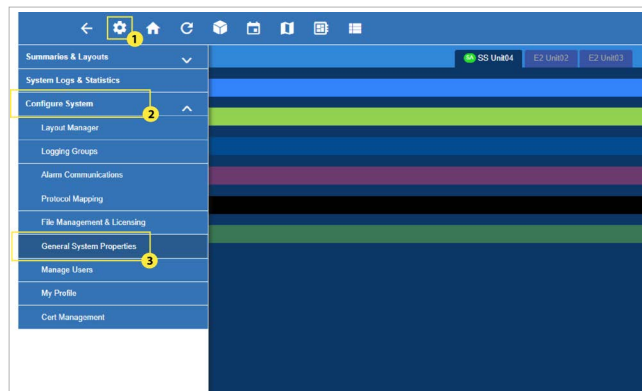 1
SA SS Unit04 E2 Unit02 E2 Unit03
Summaries & Layouts
System Logs & Statistics
Configure System
2
Layout Manager
Logging Groups
Alarm Communications
Protocol Mapping
File Management & Licensing
General System Properties
3
Manage Users
My Profile
Cert Management